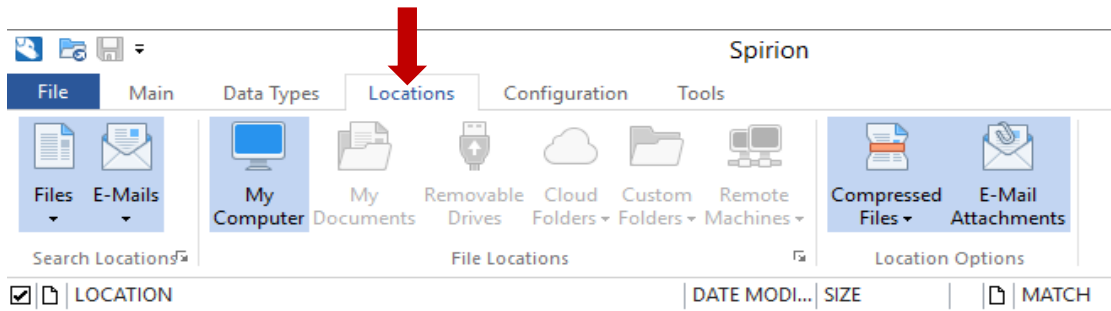 Spirion
File Main Data Types Locations Configuration Tools
Files E-Mails My Computer My Documents Removable Drives Cloud Folders Custom Folders Remote Machines Compressed Files E-Mail Attachments
Search Locations File Locations Location Options
LOCATION DATE MODI... SIZE MATCH